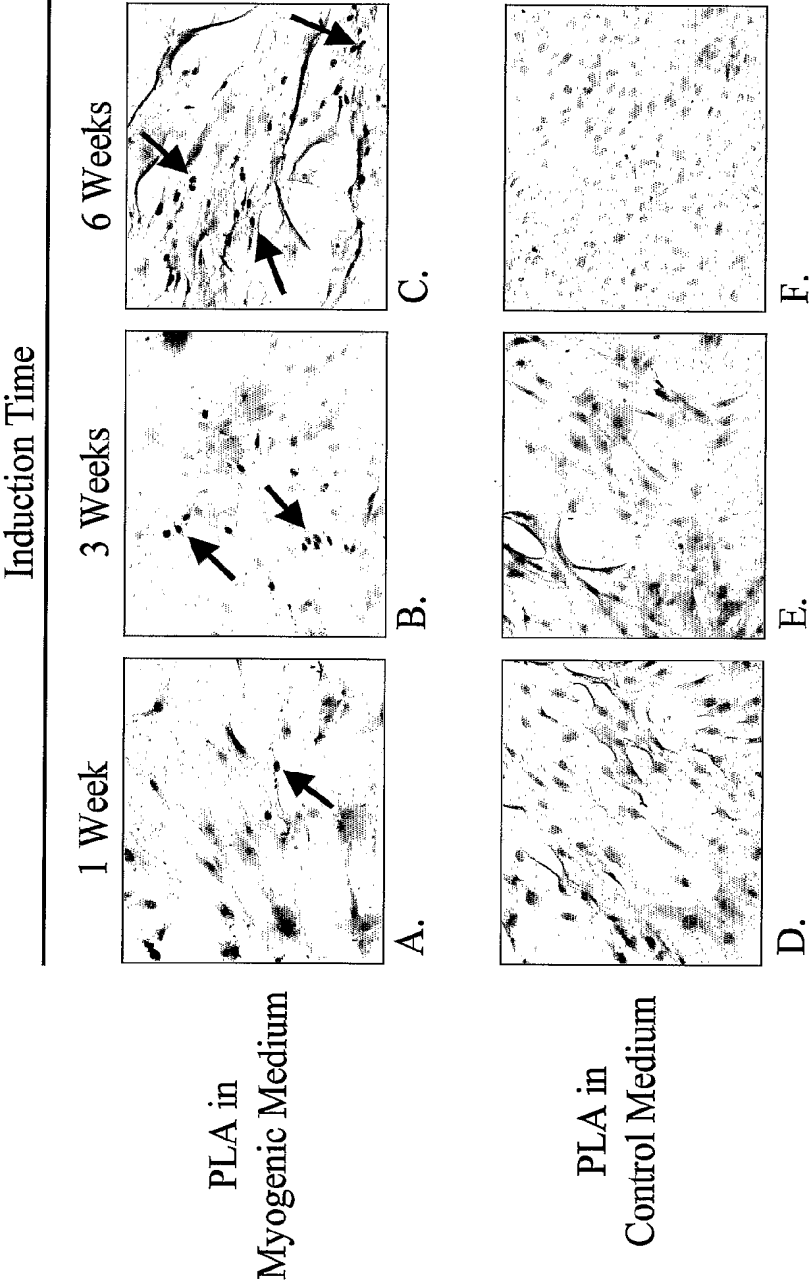 Induction Time
1 Week
3 Weeks
6 Weeks
PLA in
Myogenic Medium
A.
B.
C.
PLA in
Control Medium
D.
E.
F.